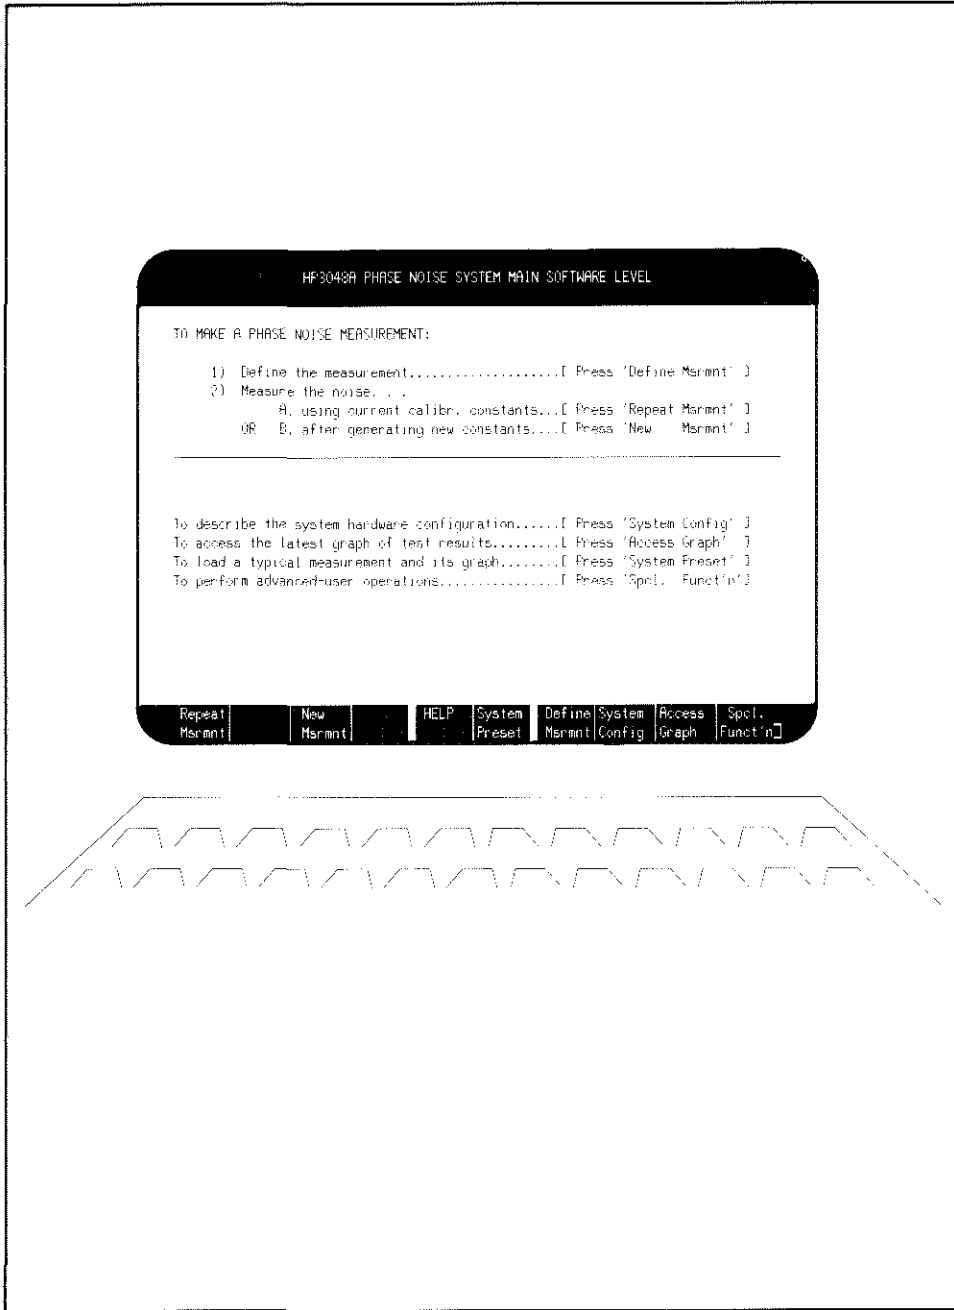 HP3048A PHASE NOISE SYSTEM MAIN SOFTWARE LEVEL
TO MAKE A PHASE NOISE MEASUREMENT:
1) Define the measurement....................[ Press 'Define Msrmnt' ]
2) Measure the noise. . .
A. using current calibr. constants...[ Press 'Repeat Msrmnt' ]
OR B. after generating new constants....[ Press 'New Msrmnt' ]
To describe the system hardware configuration......[ Press 'System Config' ]
To access the latest graph of test results.........[ Press 'Access Graph' ]
To load a typical measurement and its graph........[ Press 'System Preset' ]
To perform advanced-user operations................[ Press 'Spcl. Funct'n']
Repeat New HELP System Define System Access Spcl.
Msrmnt Msrmnt Preset Msrmnt Config Graph Funct'n